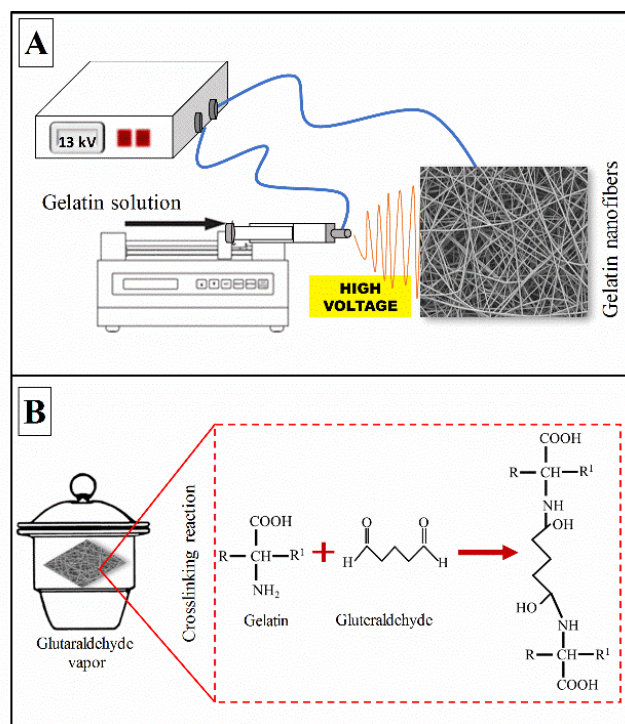 A
13 kV
Gelatin solution
HIGH
VOLTAGE
Gelatin nanofibers
B
Glutaraldehyde
vapor
Crosslinking reaction
COOH
R CH R¹
NH₂
Gelatin
+
O O
H H
Gluteraldehyde
COOH
R CH R¹
NH
OH
HO
NH
R CH R¹
COOH